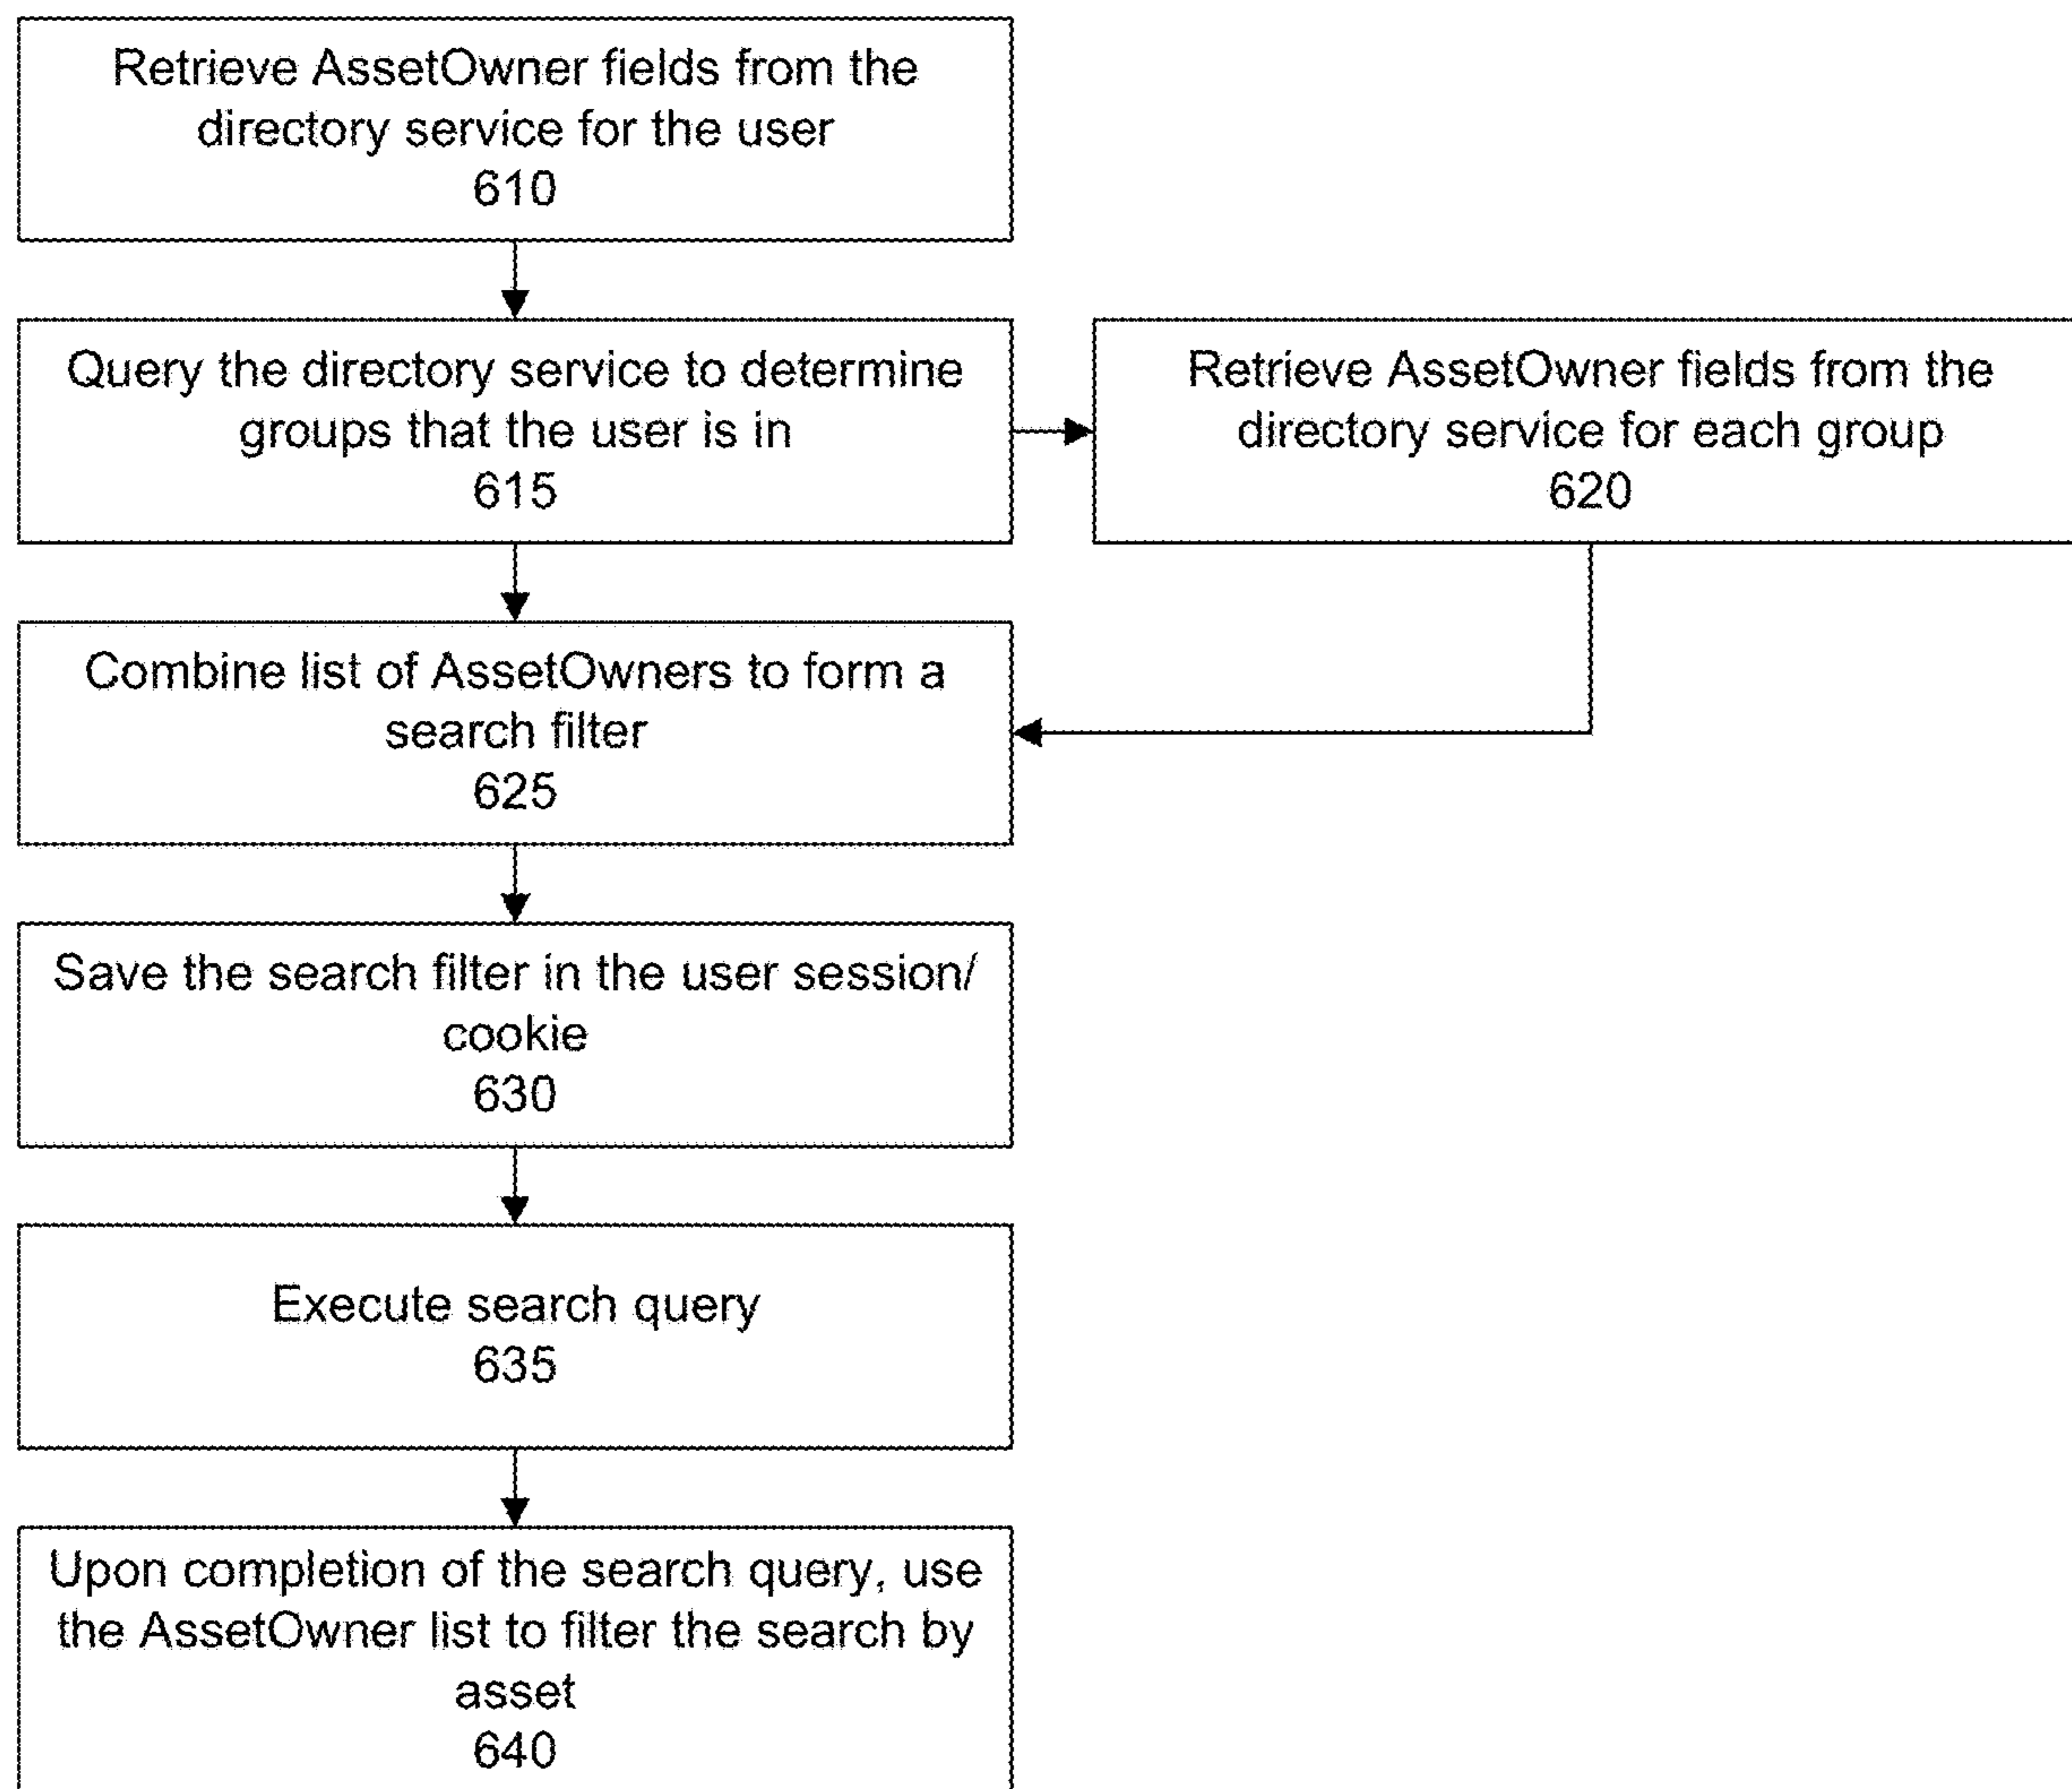 Retrieve AssetOwner fields from the
directory service for the user
610
Query the directory service to determine
groups that the user is in
615
Retrieve AssetOwner fields from the
directory service for each group
620
Combine list of AssetOwners to form a
search filter
625
Save the search filter in the user session/
cookie
630
Execute search query
635
Upon completion of the search query, use
the AssetOwner list to filter the search by
asset
640